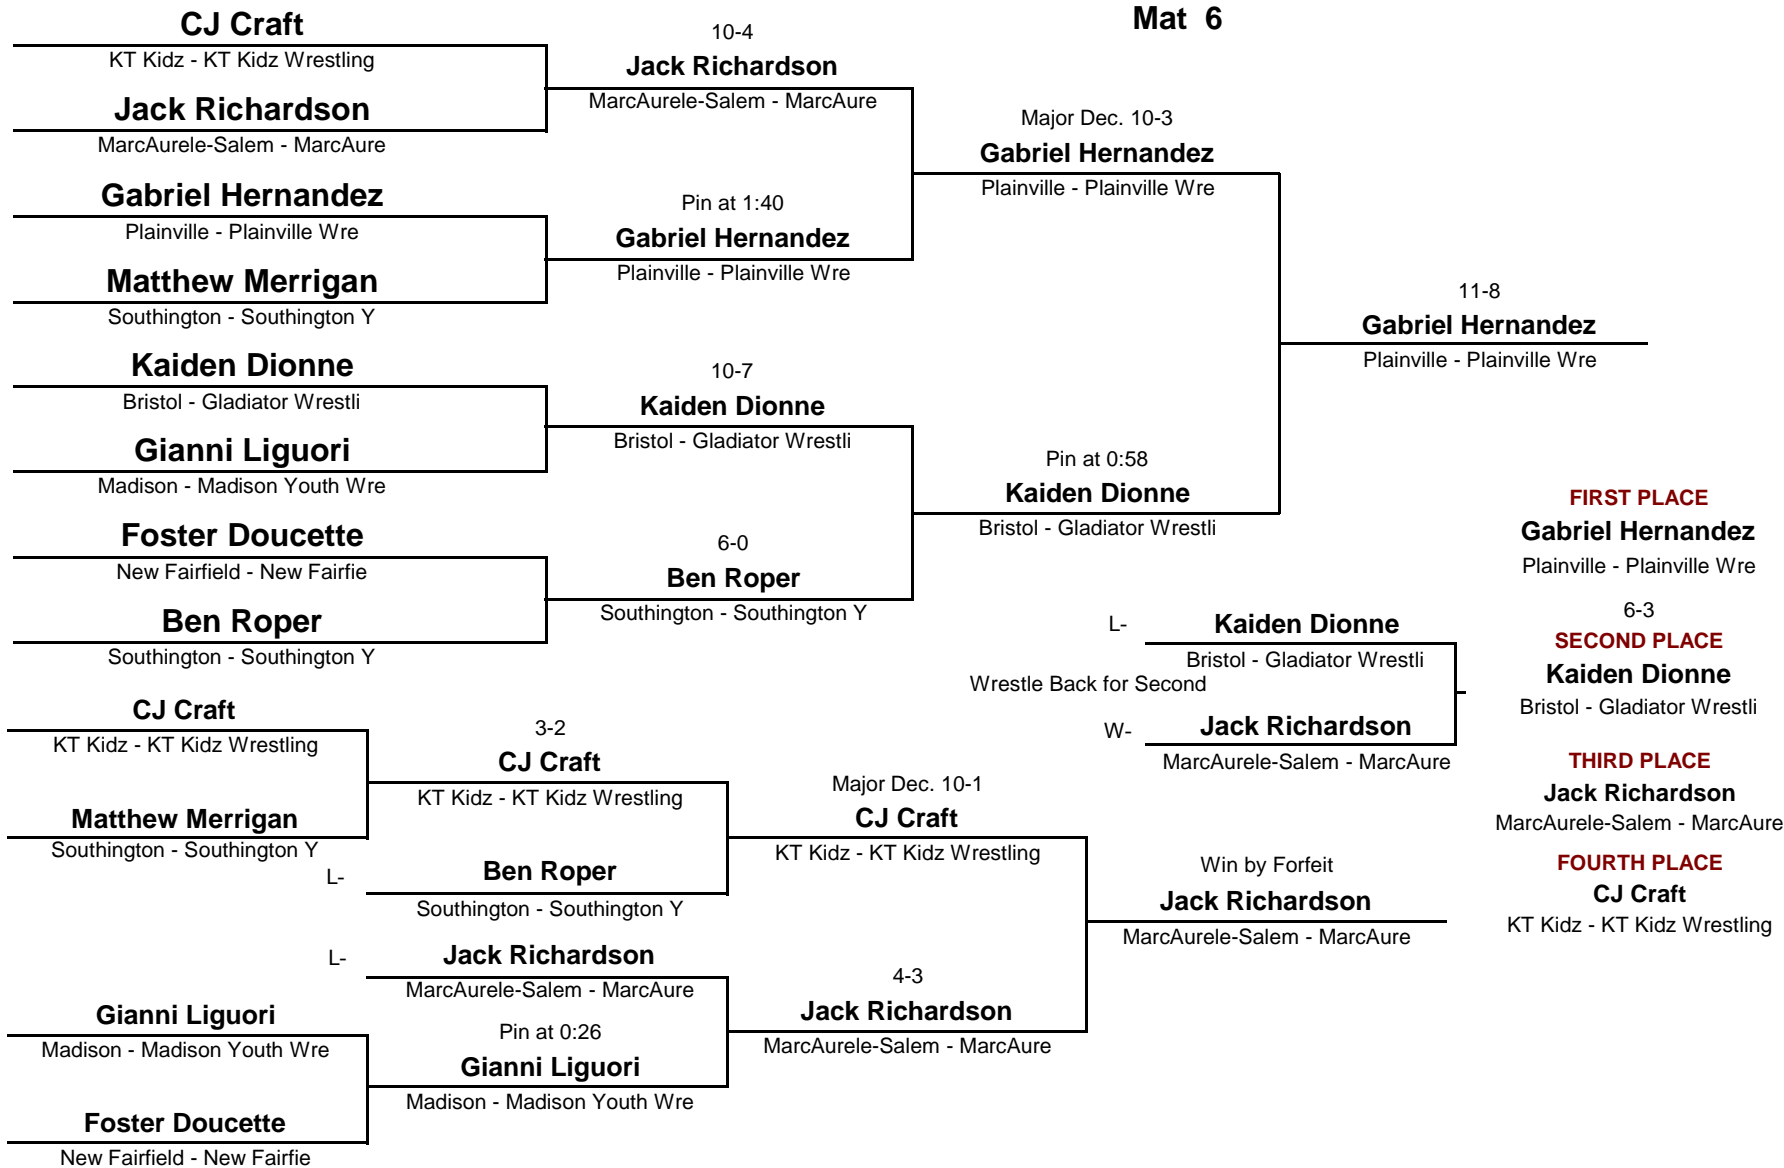 Mat 6
CJ Craft
KT Kidz - KT Kidz Wrestling
Jack Richardson
MarcAurele-Salem - MarcAure
Gabriel Hernandez
Plainville - Plainville Wre
Matthew Merrigan
Southington - Southington Y
Kaiden Dionne
Bristol - Gladiator Wrestli
Gianni Liguori
Madison - Madison Youth Wre
Foster Doucette
New Fairfield - New Fairfie
Ben Roper
Southington - Southington Y
10-4
Jack Richardson
MarcAurele-Salem - MarcAure
Pin at 1:40
Gabriel Hernandez
Plainville - Plainville Wre
10-7
Kaiden Dionne
Bristol - Gladiator Wrestli
6-0
Ben Roper
Southington - Southington Y
Major Dec. 10-3
Gabriel Hernandez
Plainville - Plainville Wre
Pin at 0:58
Kaiden Dionne
Bristol - Gladiator Wrestli
11-8
Gabriel Hernandez
Plainville - Plainville Wre
CJ Craft
KT Kidz - KT Kidz Wrestling
Matthew Merrigan
Southington - Southington Y
Gianni Liguori
Madison - Madison Youth Wre
Foster Doucette
New Fairfield - New Fairfie
3-2
CJ Craft
KT Kidz - KT Kidz Wrestling
L-
Ben Roper
Southington - Southington Y
L-
Jack Richardson
MarcAurele-Salem - MarcAure
Pin at 0:26
Gianni Liguori
Madison - Madison Youth Wre
Major Dec. 10-1
CJ Craft
KT Kidz - KT Kidz Wrestling
4-3
Jack Richardson
MarcAurele-Salem - MarcAure
Win by Forfeit
Jack Richardson
MarcAurele-Salem - MarcAure
L-
Kaiden Dionne
Bristol - Gladiator Wrestli
Wrestle Back for Second
W-
Jack Richardson
MarcAurele-Salem - MarcAure
FIRST PLACE
Gabriel Hernandez
Plainville - Plainville Wre
6-3
SECOND PLACE
Kaiden Dionne
Bristol - Gladiator Wrestli
THIRD PLACE
Jack Richardson
MarcAurele-Salem - MarcAure
FOURTH PLACE
CJ Craft
KT Kidz - KT Kidz Wrestling